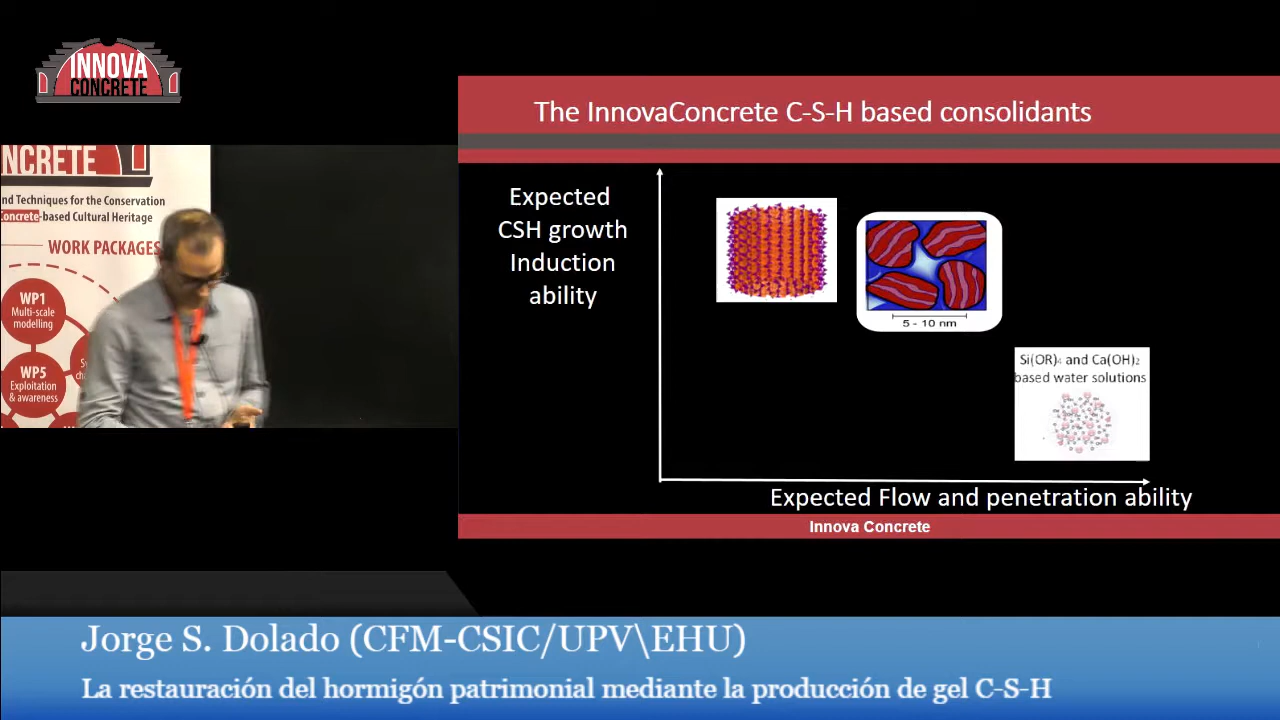 INNOVA
CONCRETE
The InnovaConcrete C-S-H based consolidants
NCRETE
nd Techniques for the Conservation
Concrete-based Cultural Heritage
WORK PACKAGES
WP1
Multi-scale
modelling
WP5
Exploitation
& awareness
Expected
CSH growth
Induction
ability
5 - 10 nm
Si(OR)4 and Ca(OH)2
based water solutions
Expected Flow and penetration ability
Innova Concrete
Jorge S. Dolado (CFM-CSIC/UPV\EHU)
La restauración del hormigón patrimonial mediante la producción de gel C-S-H